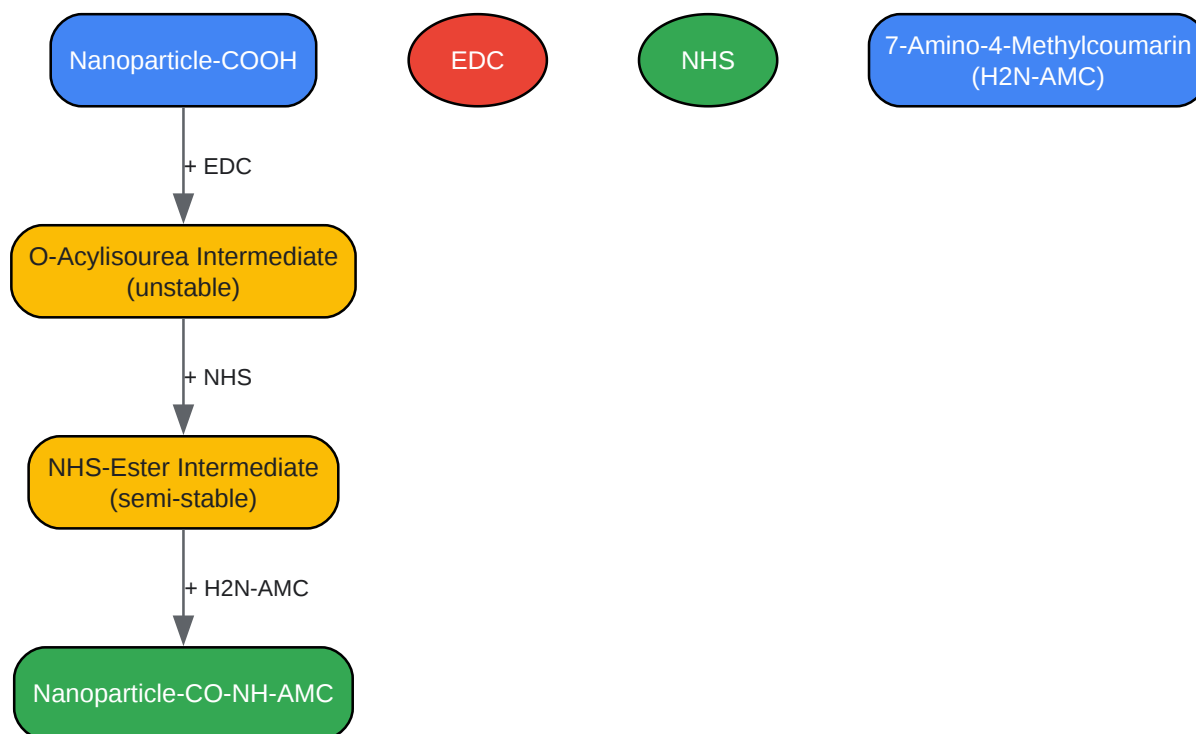 Nanoparticle-COOH
EDC
NHS
7-Amino-4-Methylcoumarin
(H2N-AMC)
+ EDC
O-Acylisourea Intermediate
(unstable)
+ NHS
NHS-Ester Intermediate
(semi-stable)
+ H2N-AMC
Nanoparticle-CO-NH-AMC